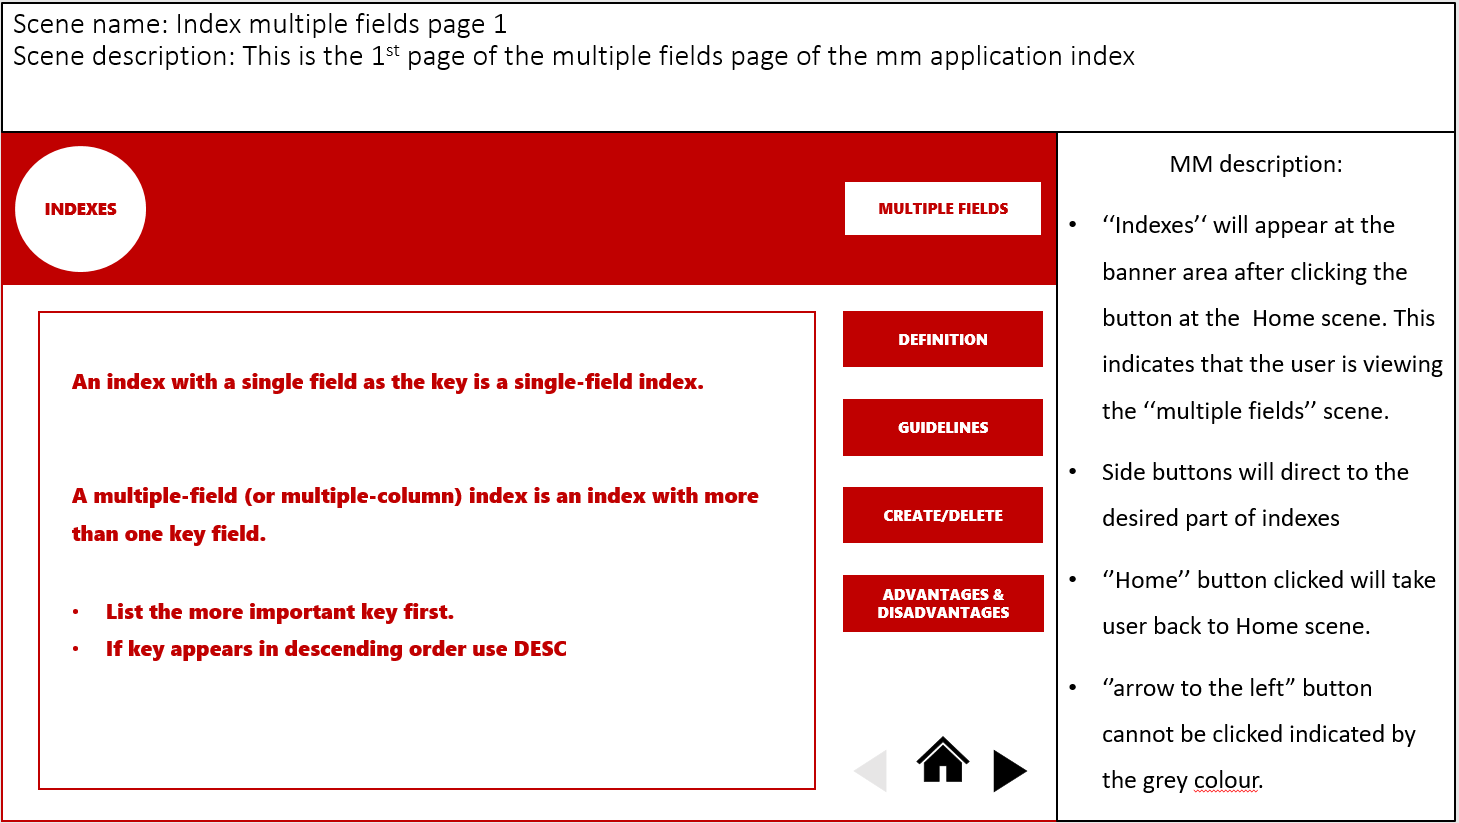 Scene name: Index multiple fields page 1
Scene description: This is the 1st page of the multiple fields page of the mm application index
INDEXES
MULTIPLE FIELDS
An index with a single field as the key is a single-field index.
A multiple-field (or multiple-column) index is an index with more
than one key field.
• List the more important key first.
• If key appears in descending order use DESC
DEFINITION
GUIDELINES
CREATE/DELETE
ADVANTAGES &
DISADVANTAGES
MM description:
• ‘‘Indexes’‘ will appear at the
banner area after clicking the
button at the  Home scene. This
indicates that the user is viewing
the ‘‘multiple fields’’ scene.
• Side buttons will direct to the
desired part of indexes
• ‘’Home’’ button clicked will take
user back to Home scene.
• ‘’arrow to the left” button
cannot be clicked indicated by
the grey colour.